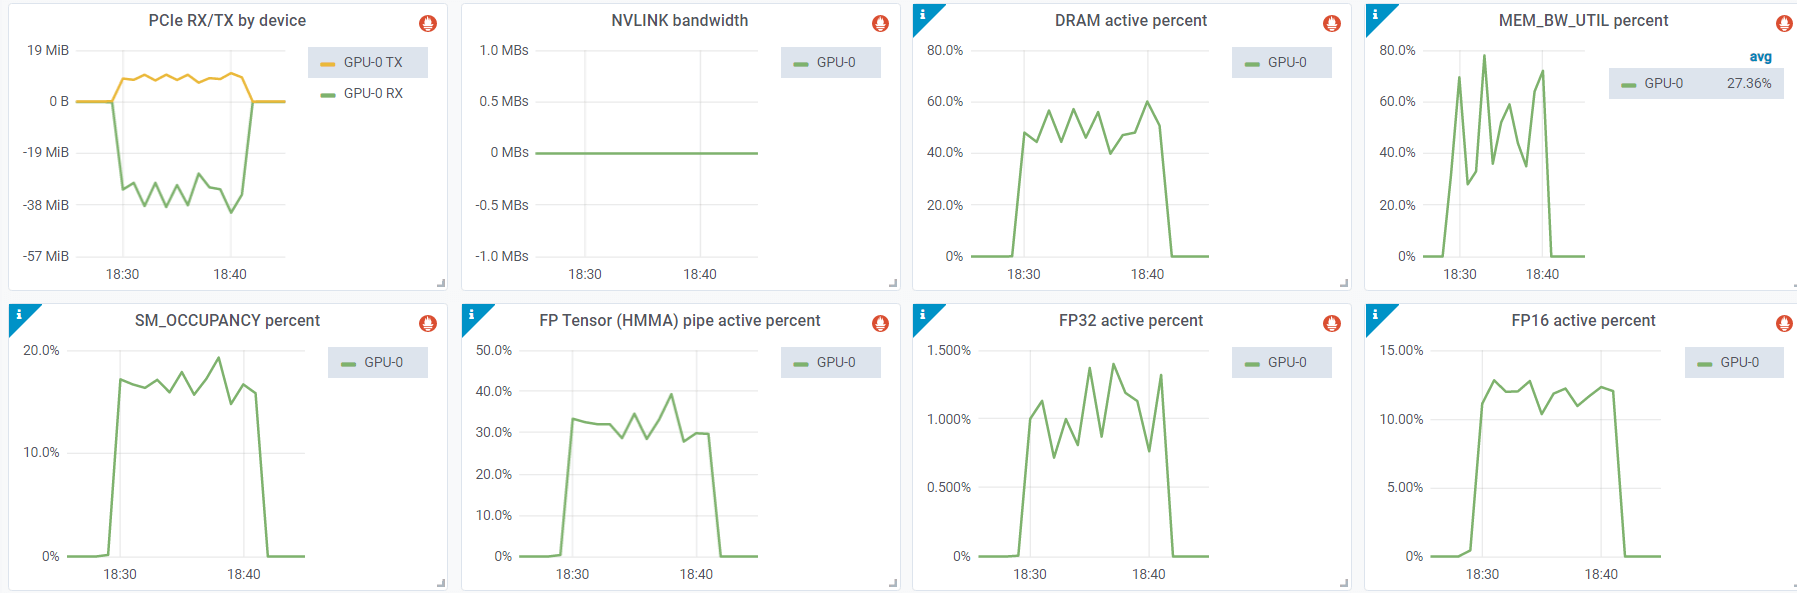 PCIe RX/TX by device
19 MiB
0 B
-19 MiB
-38 MiB
-57 MiB
18:30 18:40
GPU-0 TX
GPU-0 RX
NVLINK bandwidth
1.0 MBs
0.5 MBs
0 MBs
-0.5 MBs
-1.0 MBs
18:30 18:40
GPU-0
i
DRAM active percent
80.0%
60.0%
40.0%
20.0%
0%
18:30 18:40
GPU-0
i
MEM_BW_UTIL percent
80.0%
60.0%
40.0%
20.0%
0%
18:30 18:40
avg
GPU-0 27.36%
i
SM_OCCUPANCY percent
20.0%
10.0%
0%
18:30 18:40
GPU-0
i
FP Tensor (HMMA) pipe active percent
50.0%
40.0%
30.0%
20.0%
10.0%
0%
18:30 18:40
GPU-0
i
FP32 active percent
1.500%
1.000%
0.500%
0%
18:30 18:40
GPU-0
i
FP16 active percent
15.00%
10.00%
5.00%
0%
18:30 18:40
GPU-0